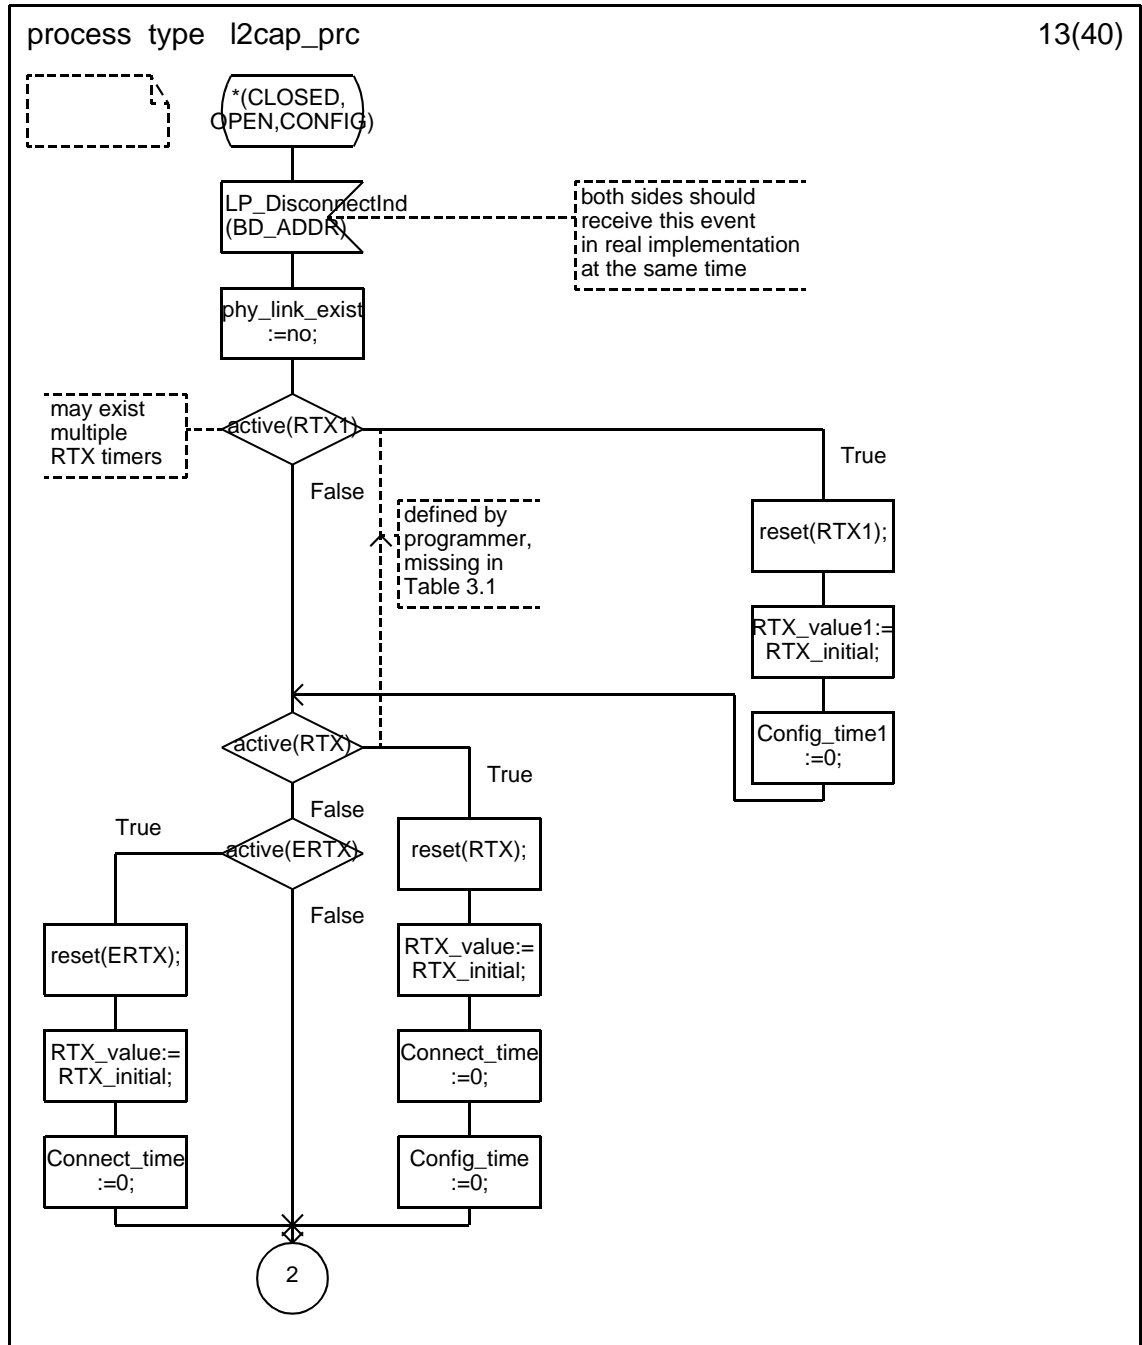 process type l2cap_prc
13(40)
*(CLOSED,
OPEN,CONFIG)
LP_DisconnectInd
(BD_ADDR)
both sides should
receive this event
in real implementation
at the same time
phy_link_exist
:=no;
may exist
multiple
RTX timers
active(RTX1)
True
False
defined by
programmer,
missing in
Table 3.1
reset(RTX1);
RTX_value1:=
RTX_initial;
Config_time1
:=0;
active(RTX)
True
False
True
active(ERTX)
reset(RTX);
False
reset(ERTX);
RTX_value:=
RTX_initial;
RTX_value:=
RTX_initial;
Connect_time
:=0;
Connect_time
:=0;
Config_time
:=0;
2